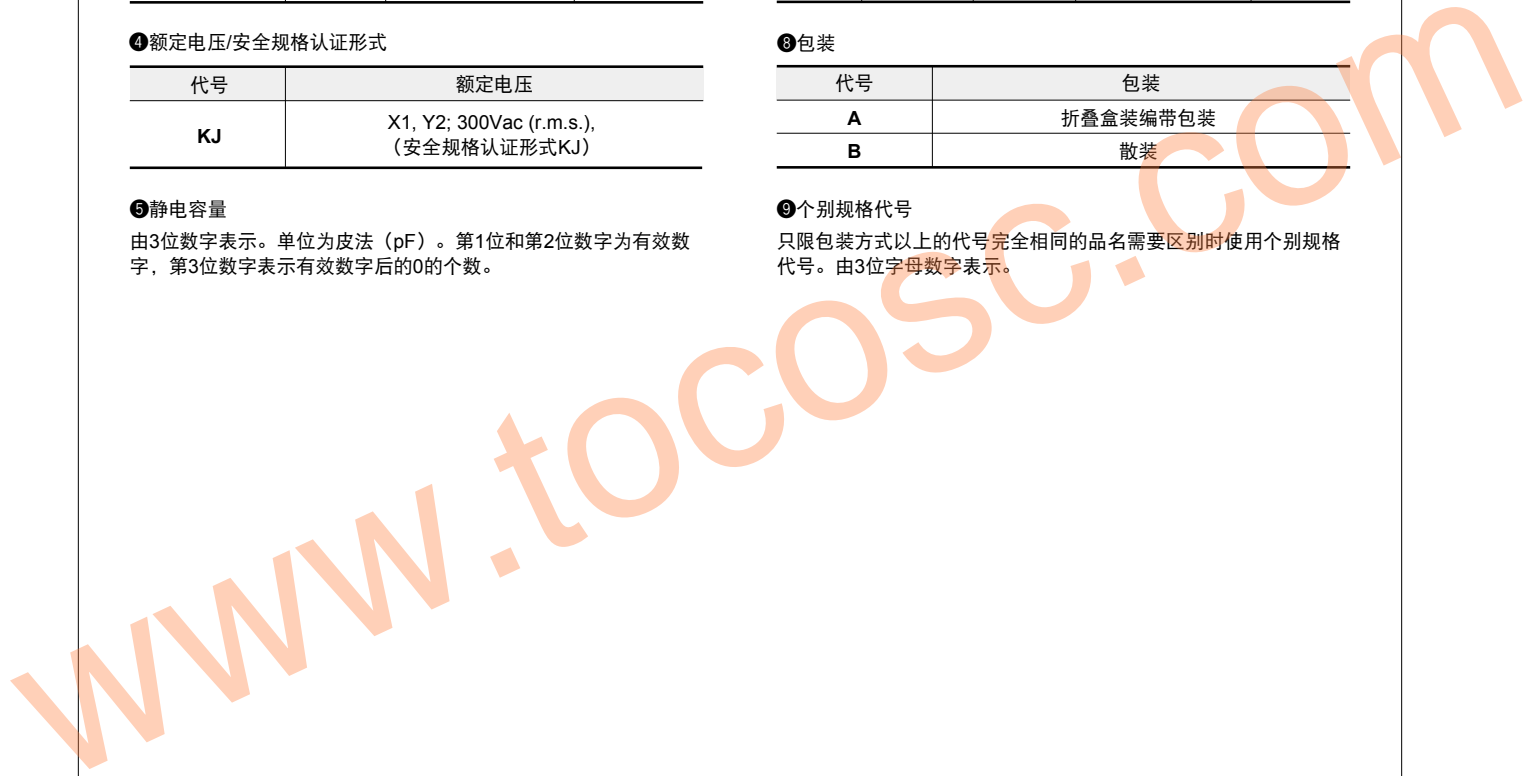 ❹额定电压/安全规格认证形式
代号 额定电压
KJ X1, Y2; 300Vac (r.m.s.),
（安全规格认证形式KJ）
❺静电容量
由3位数字表示。单位为皮法（pF）。第1位和第2位数字为有效数
字，第3位数字表示有效数字后的0的个数。
❽包装
代号 包装
A 折叠盒装编带包装
B 散装
❾个别规格代号
只限包装方式以上的代号完全相同的品名需要区别时使用个别规格
代号。由3位字母数字表示。
www.tocosc.com